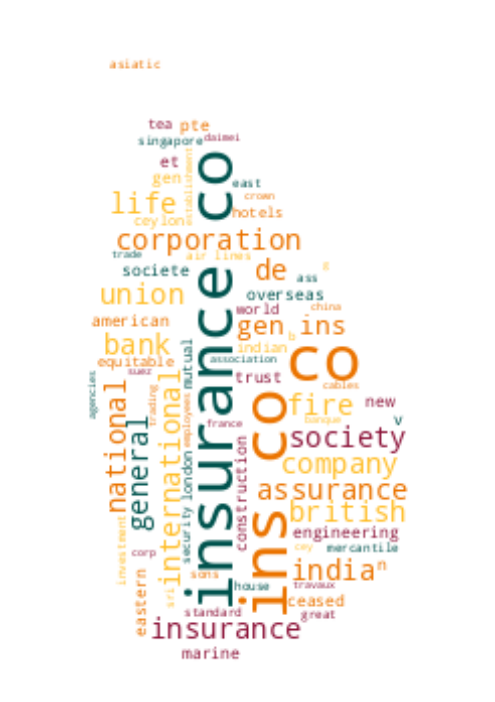 asiatic
tea pte
singapore daimei
et
gen establishment
insurance co
east
life
crown
hotels
ceylon
corporation
trade
air lines
societe
de
g
ass
union
overseas
world
china
american
gen ins
b
bank
indian
equitable
association
co
suez
mutual
trust
cables
agencies
national
trading
international
employees
ins co
fire
new
general
france
banque
v
society
construction
company
london
assurance
british
security
engineering
investment
cey
mercantile
corp
india
n
sons
house
travaux
sri
eastern
ceased
standard
great
insurance
marine